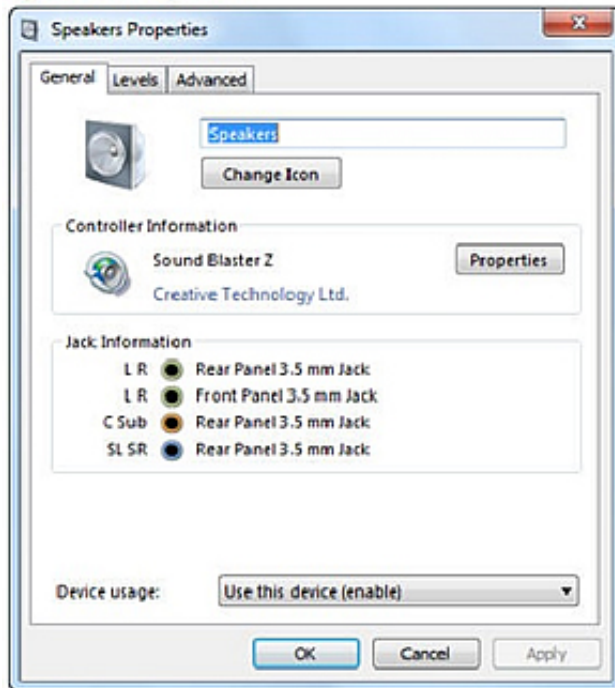 Speakers Properties
General Levels Advanced
Speakers
Change Icon
Controller Information
Sound Blaster Z Properties
Creative Technology Ltd.
Jack Information
L R Rear Panel 3.5 mm Jack
L R Front Panel 3.5 mm Jack
C Sub Rear Panel 3.5 mm Jack
SL SR Rear Panel 3.5 mm Jack
Device usage: Use this device (enable)
OK Cancel Apply